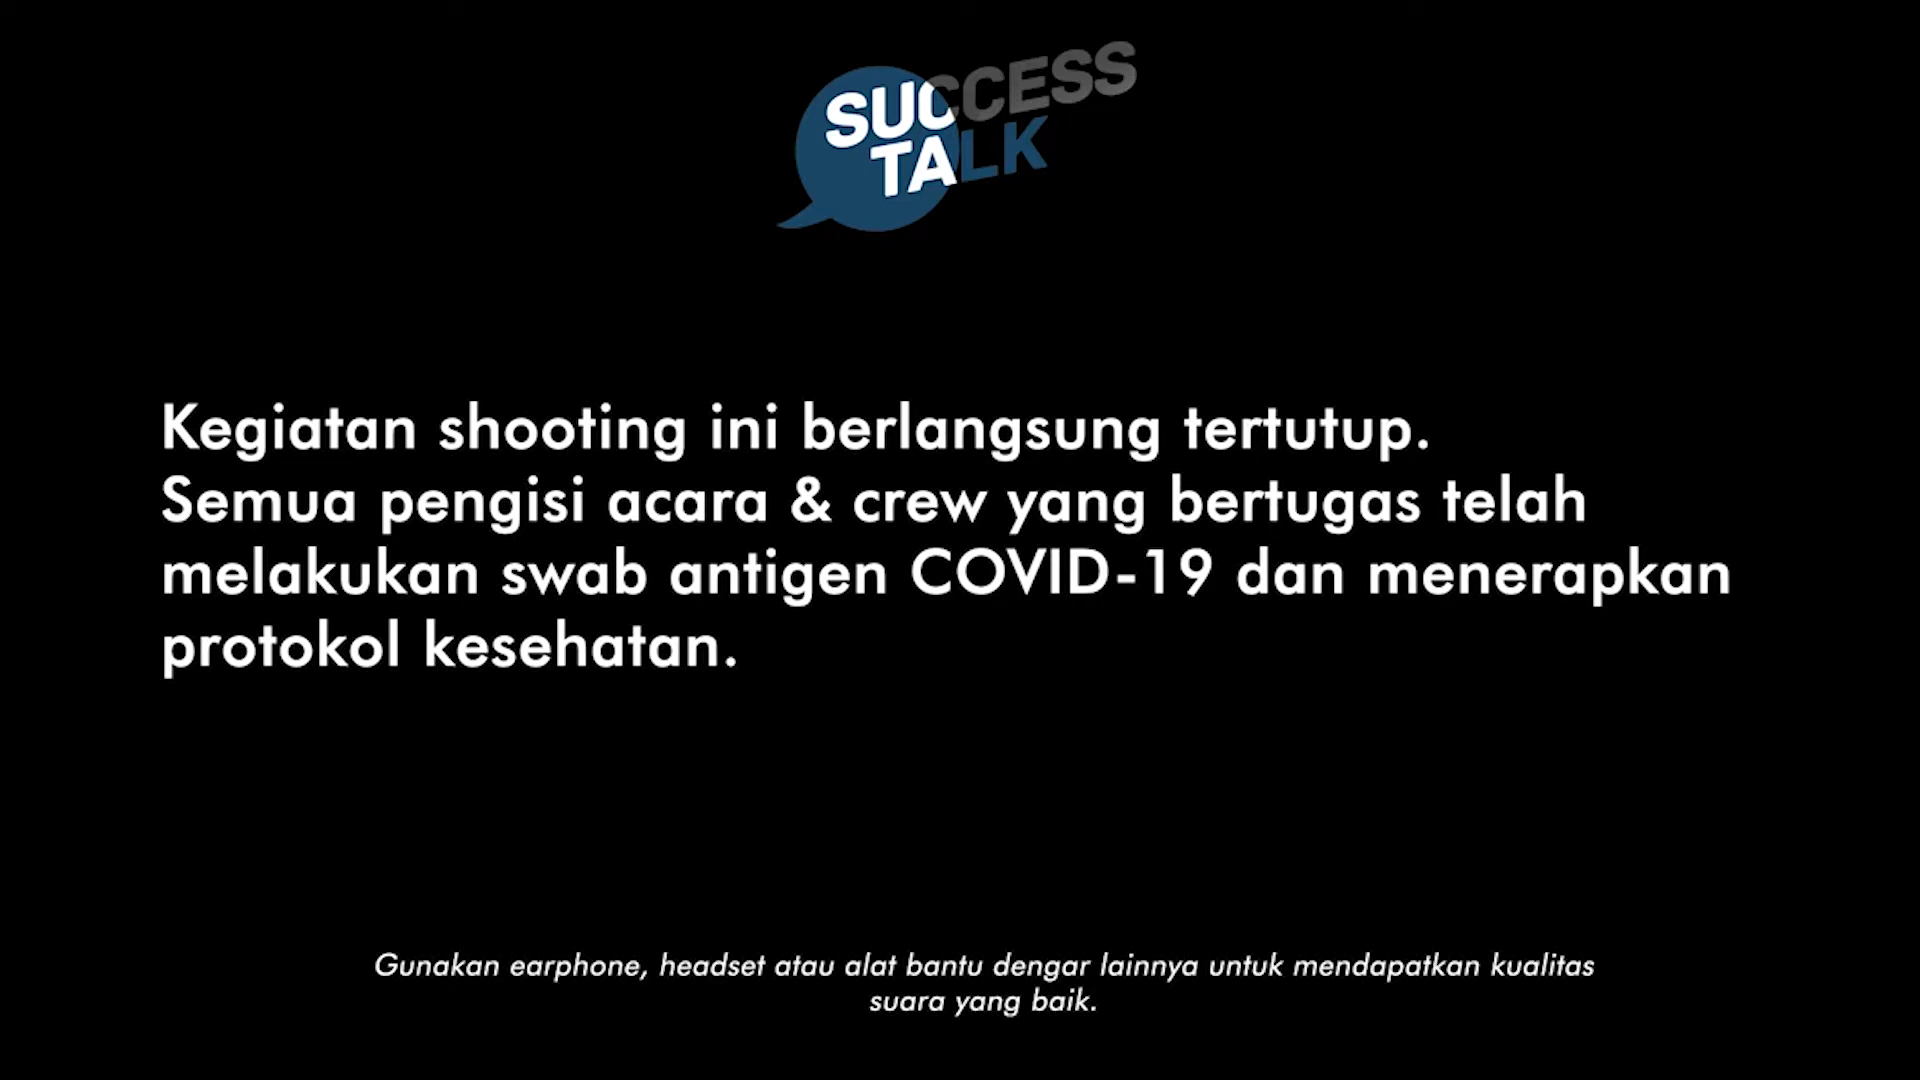 SUCCESS
TALK
Kegiatan shooting ini berlangsung tertutup.
Semua pengisi acara & crew yang bertugas telah
melakukan swab antigen COVID-19 dan menerapkan
protokol kesehatan.
Gunakan earphone, headset atau alat bantu dengar lainnya untuk mendapatkan kualitas
suara yang baik.